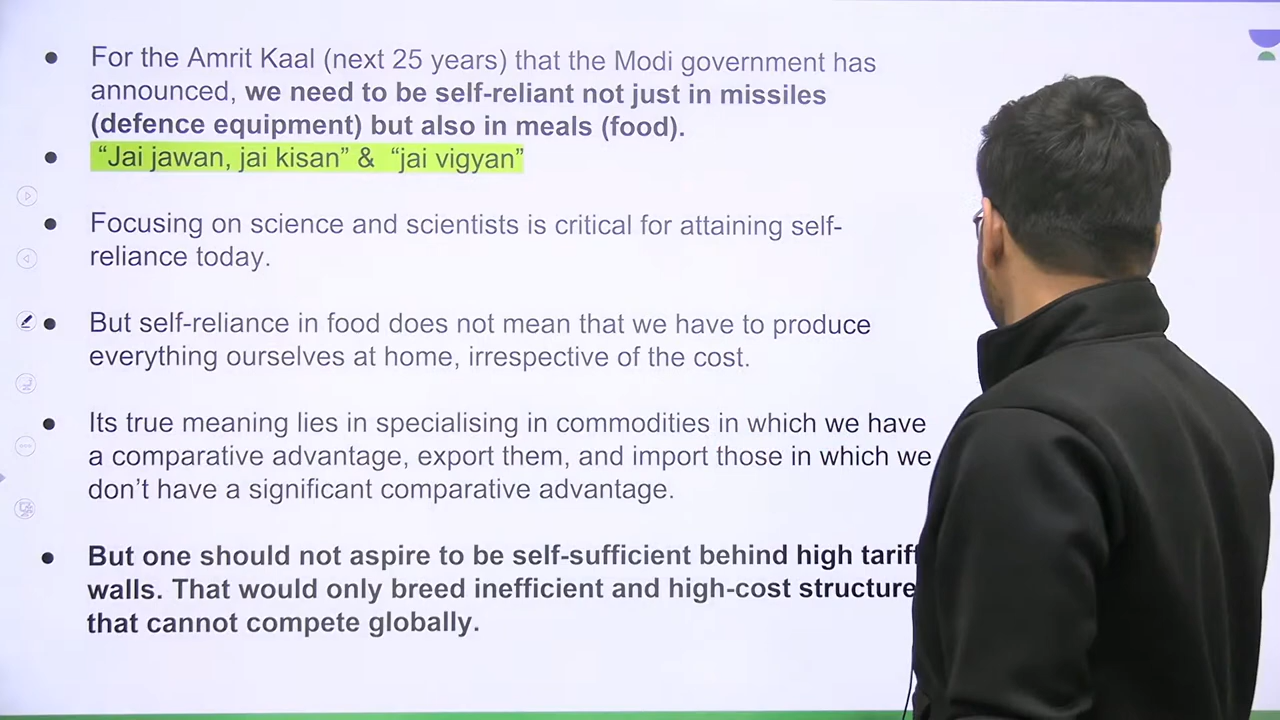 • For the Amrit Kaal (next 25 years) that the Modi government has
announced, we need to be self-reliant not just in missiles
(defence equipment) but also in meals (food).
• “Jai jawan, jai kisan” & “jai vigyan”
• Focusing on science and scientists is critical for attaining self-
reliance today.
• But self-reliance in food does not mean that we have to produce
everything ourselves at home, irrespective of the cost.
• Its true meaning lies in specialising in commodities in which we have
a comparative advantage, export them, and import those in which we
don’t have a significant comparative advantage.
• But one should not aspire to be self-sufficient behind high tariff
walls. That would only breed inefficient and high-cost structure
that cannot compete globally.